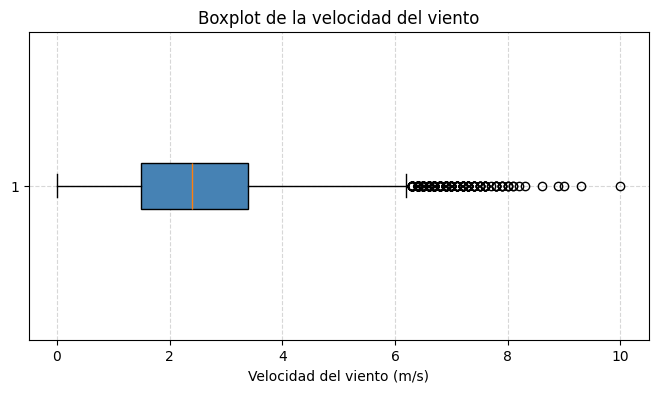 Boxplot de la velocidad del viento
1
0 2 4 6 8 10
Velocidad del viento (m/s)